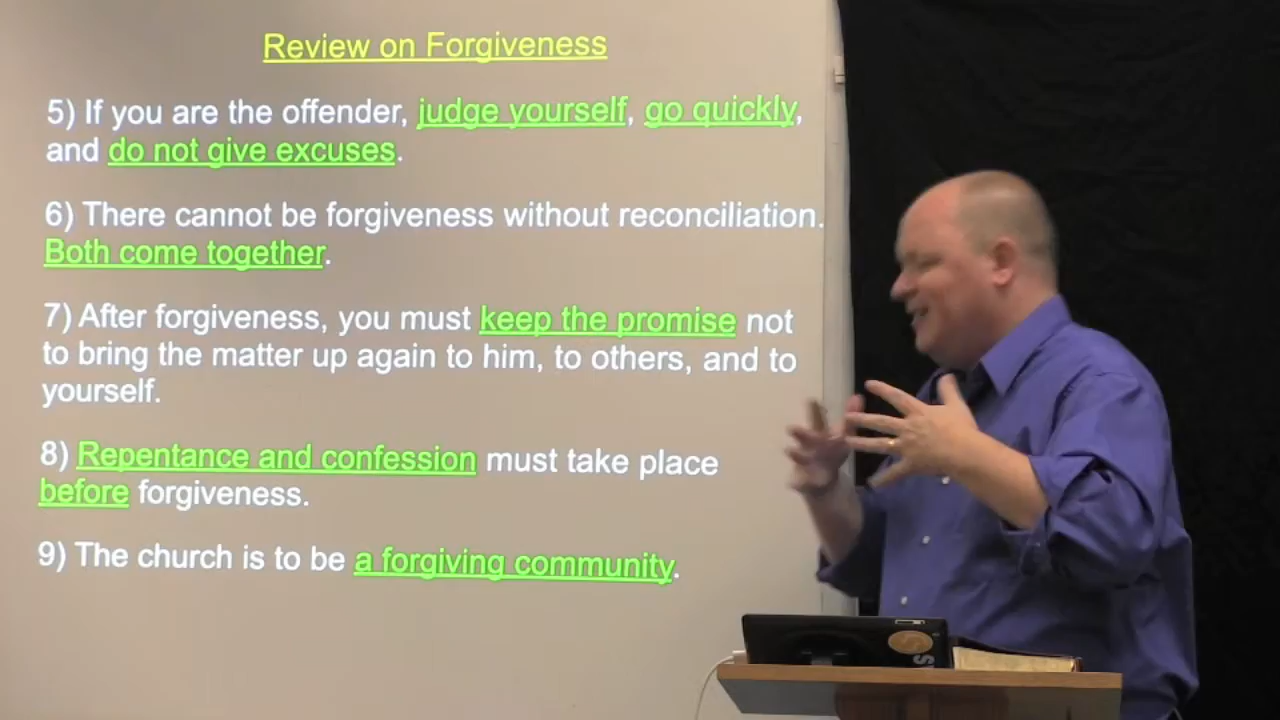 Review on Forgiveness
5) If you are the offender, judge yourself, go quickly,
and do not give excuses.
6) There cannot be forgiveness without reconciliation.
Both come together.
7) After forgiveness, you must keep the promise not
to bring the matter up again to him, to others, and to
yourself.
8) Repentance and confession must take place
before forgiveness.
9) The church is to be a forgiving community.